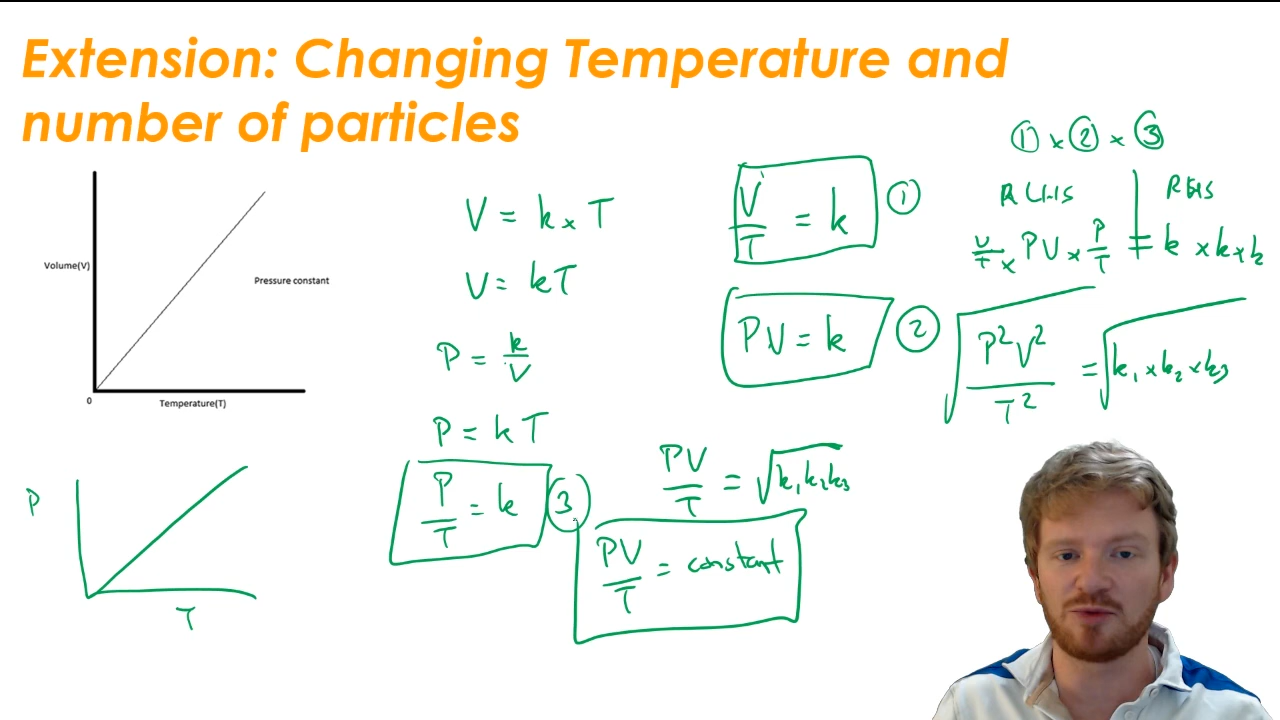 Extension: Changing Temperature and
number of particles
Volume(V)
Pressure constant
0
Temperature(T)
P
T
V = k × T
V = kT
P = k/V
P = kT
P/T = k ③
V/T = k ①
PV = k ②
① × ② × ③
LHS RHS
V/T × PV × P/T = k × k × k
√(P²V²/T²) = √(k₁ × k₂ × k₃)
PV/T = √(k₁k₂k₃)
PV/T = constant